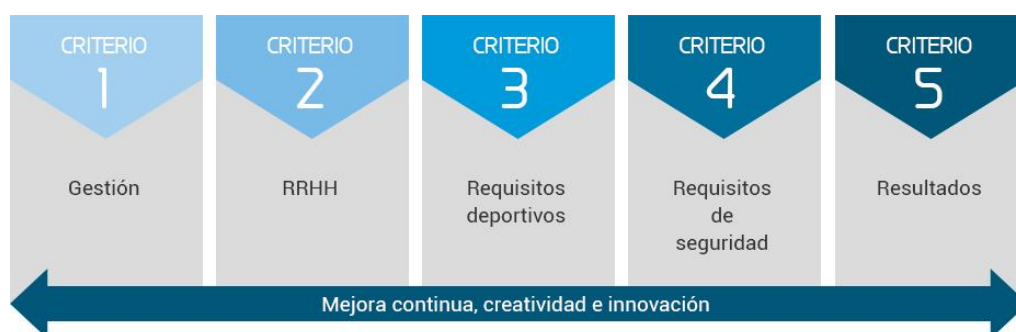 CRITERIO
1
Gestión
CRITERIO
2
RRHH
CRITERIO
3
Requisitos
deportivos
CRITERIO
4
Requisitos
de
seguridad
CRITERIO
5
Resultados
Mejora continua, creatividad e innovación